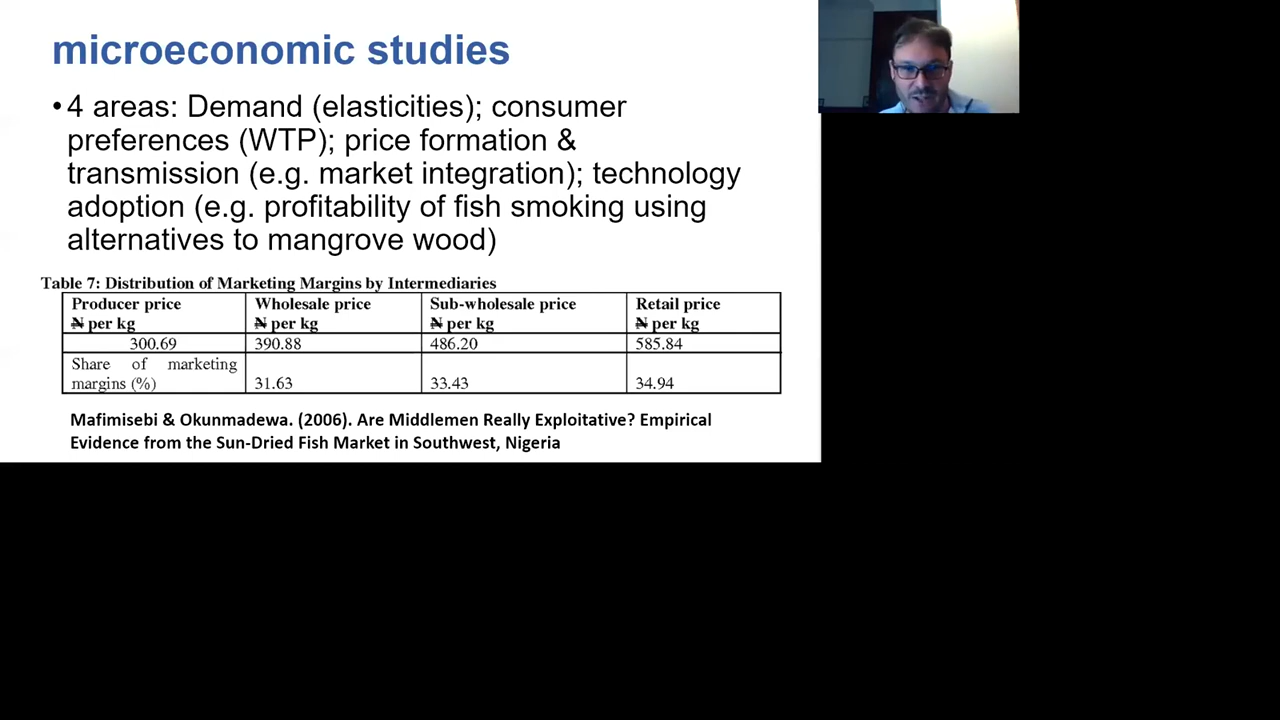 microeconomic studies
• 4 areas: Demand (elasticities); consumer
preferences (WTP); price formation &
transmission (e.g. market integration); technology
adoption (e.g. profitability of fish smoking using
alternatives to mangrove wood)
Table 7: Distribution of Marketing Margins by Intermediaries
Producer price Wholesale price Sub-wholesale price Retail price
₦ per kg ₦ per kg ₦ per kg ₦ per kg
300.69 390.88 486.20 585.84
Share of marketing
margins (%) 31.63 33.43 34.94
Mafimisebi & Okunmadewa. (2006). Are Middlemen Really Exploitative? Empirical
Evidence from the Sun-Dried Fish Market in Southwest, Nigeria